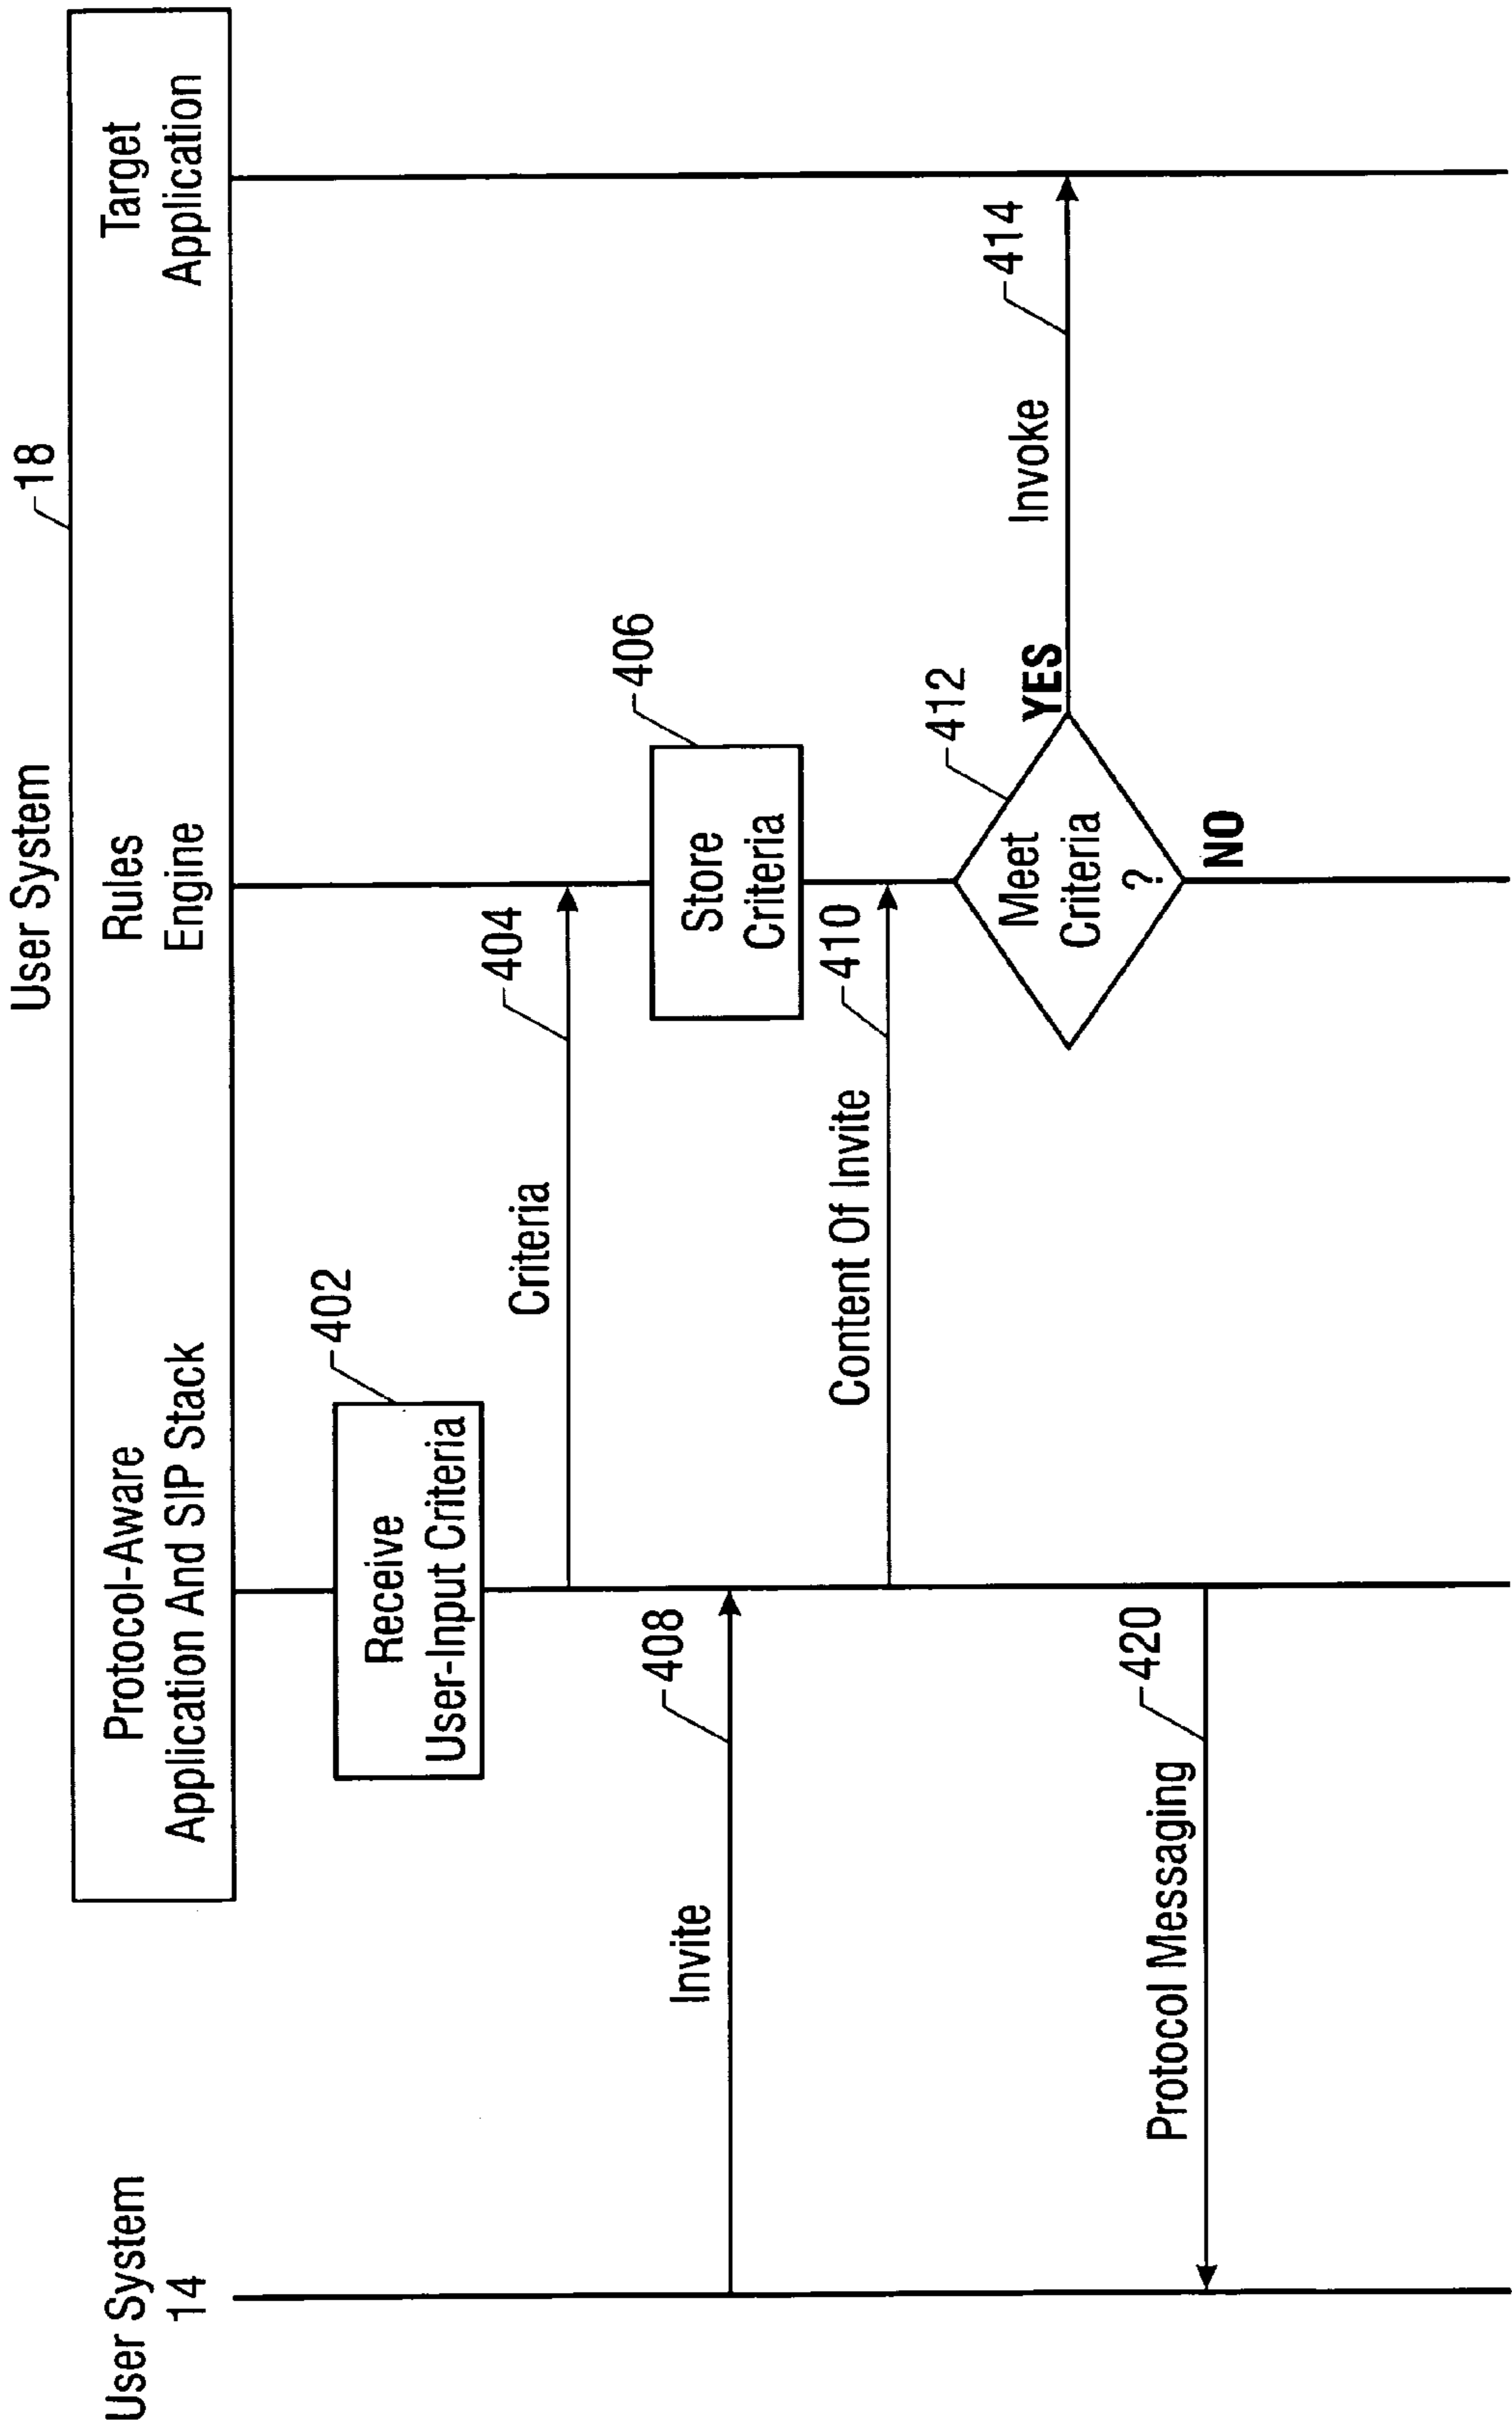 User System
18
User System
14
Protocol-Aware
Application And SIP Stack
Rules
Engine
Target
Application
402
Receive
User-Input Criteria
Criteria
404
406
Store
Criteria
Invite
408
Content Of Invite
410
412
Meet
Criteria
?
YES
NO
Invoke
414
Protocol Messaging
420